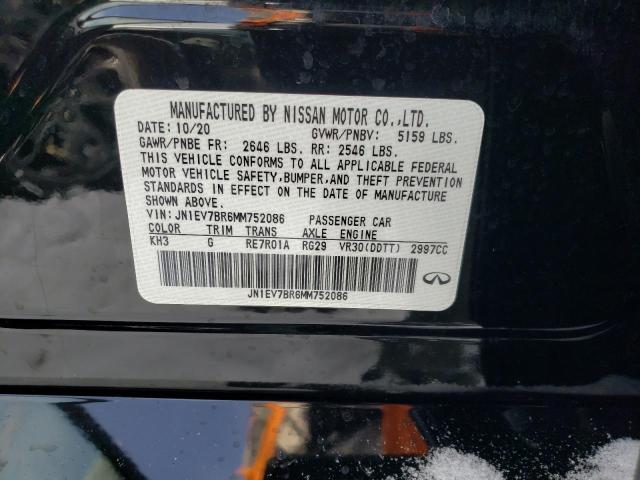 MANUFACTURED BY NISSAN MOTOR CO.,LTD.
DATE: 10/20 GVWR/PNBV: 5159 LBS.
GAWR/PNBE FR: 2646 LBS. RR: 2546 LBS.
THIS VEHICLE CONFORMS TO ALL APPLICABLE FEDERAL
MOTOR VEHICLE SAFETY,BUMPER,AND THEFT PREVENTION
STANDARDS IN EFFECT ON THE DATE OF MANUFACTURE
SHOWN ABOVE.
VIN:JN1EV7BR6MM752086 PASSENGER CAR
COLOR TRIM TRANS AXLE ENGINE
KH3 G RE7R01A RG29 VR30(DDTT) 2997CC
JN1EV7BR6MM752086